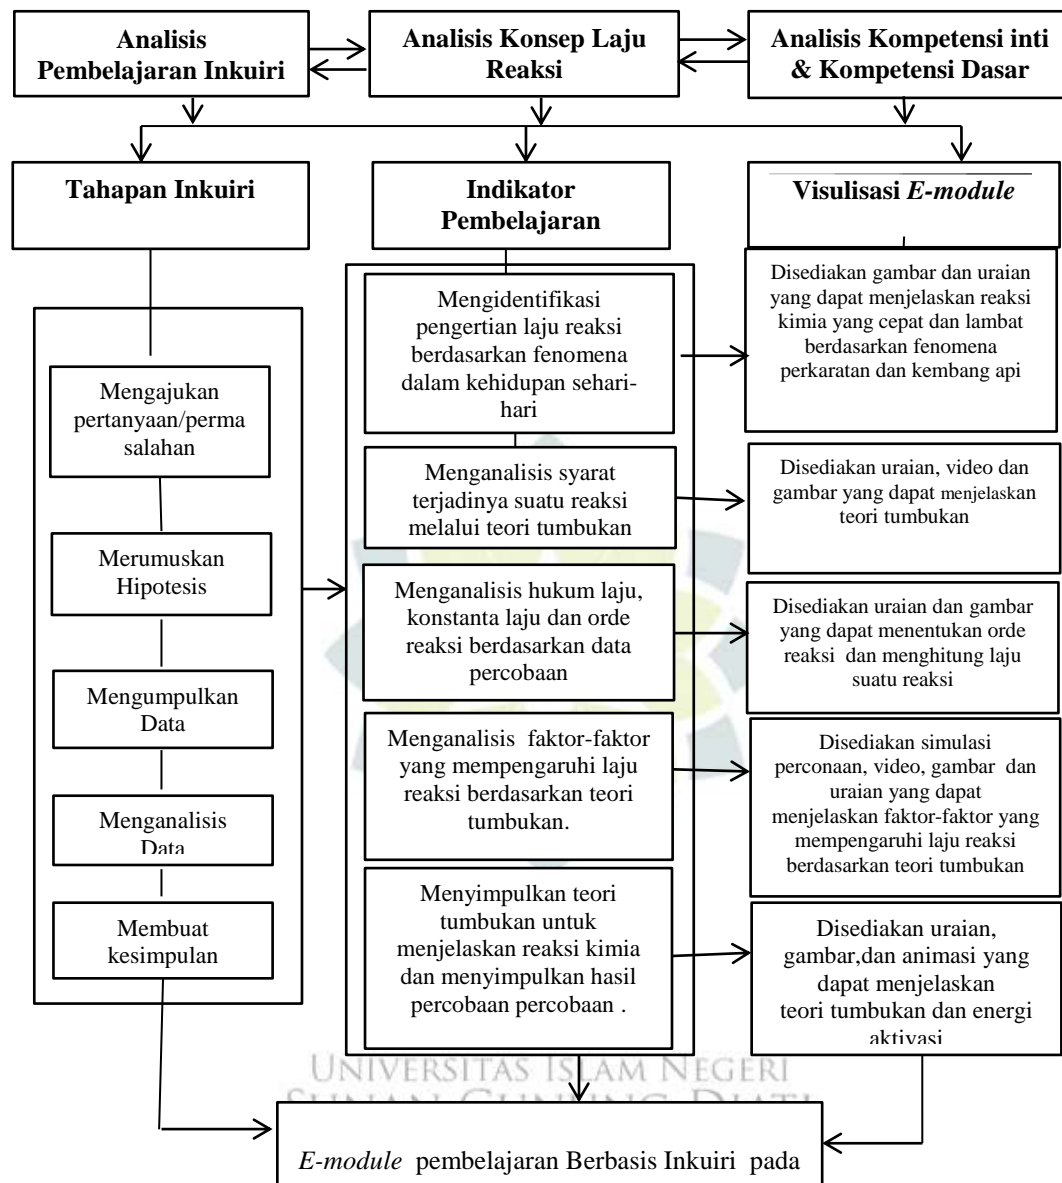 Analisis
Pembelajaran Inkuiri
Analisis Konsep Laju
Reaksi
Analisis Kompetensi inti
& Kompetensi Dasar
Tahapan Inkuiri
Indikator
Pembelajaran
Visulisasi E-module
Mengajukan
pertanyaan/perma
salahan
Merumuskan
Hipotesis
Mengumpulkan
Data
Menganalisis
Data
Membuat
kesimpulan
Mengidentifikasi
pengertian laju reaksi
berdasarkan fenomena
dalam kehidupan sehari-
hari
Menganalisis syarat
terjadinya suatu reaksi
melalui teori tumbukan
Menganalisis hukum laju,
konstanta laju dan orde
reaksi berdasarkan data
percobaan
Menganalisis faktor-faktor
yang mempengaruhi laju
reaksi berdasarkan teori
tumbukan.
Menyimpulkan teori
tumbukan untuk
menjelaskan reaksi kimia
dan menyimpulkan hasil
percobaan percobaan .
Disediakan gambar dan uraian
yang dapat menjelaskan reaksi
kimia yang cepat dan lambat
berdasarkan fenomena
perkaratan dan kembang api
Disediakan uraian, video dan
gambar yang dapat menjelaskan
teori tumbukan
Disediakan uraian dan gambar
yang dapat menentukan orde
reaksi dan menghitung laju
suatu reaksi
Disediakan simulasi
perconaan, video, gambar dan
uraian yang dapat
menjelaskan faktor-faktor yang
mempengaruhi laju reaksi
berdasarkan teori tumbukan
Disediakan uraian,
gambar,dan animasi yang
dapat menjelaskan
teori tumbukan dan energi
aktivasi
UNIVERSITAS ISLAM NEGERI
SUNAN GUNUNG DJATI
E-module pembelajaran Berbasis Inkuiri pada